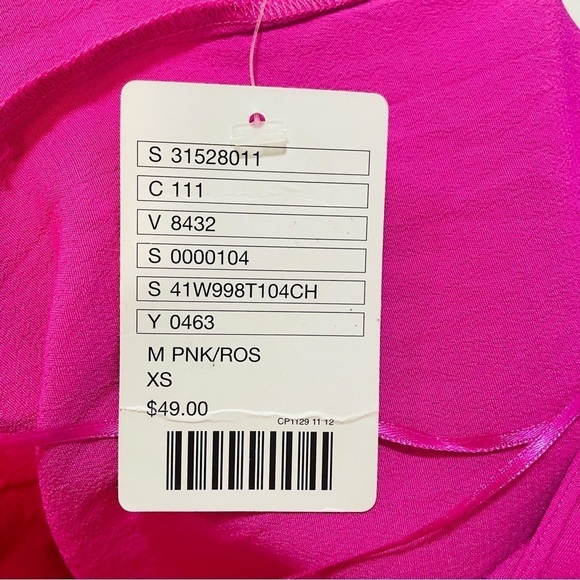 S 31528011
C 111
V 8432
S 0000104
S 41W998T104CH
Y 0463
M PNK/ROS
XS
$49.00
CP1129 11 12